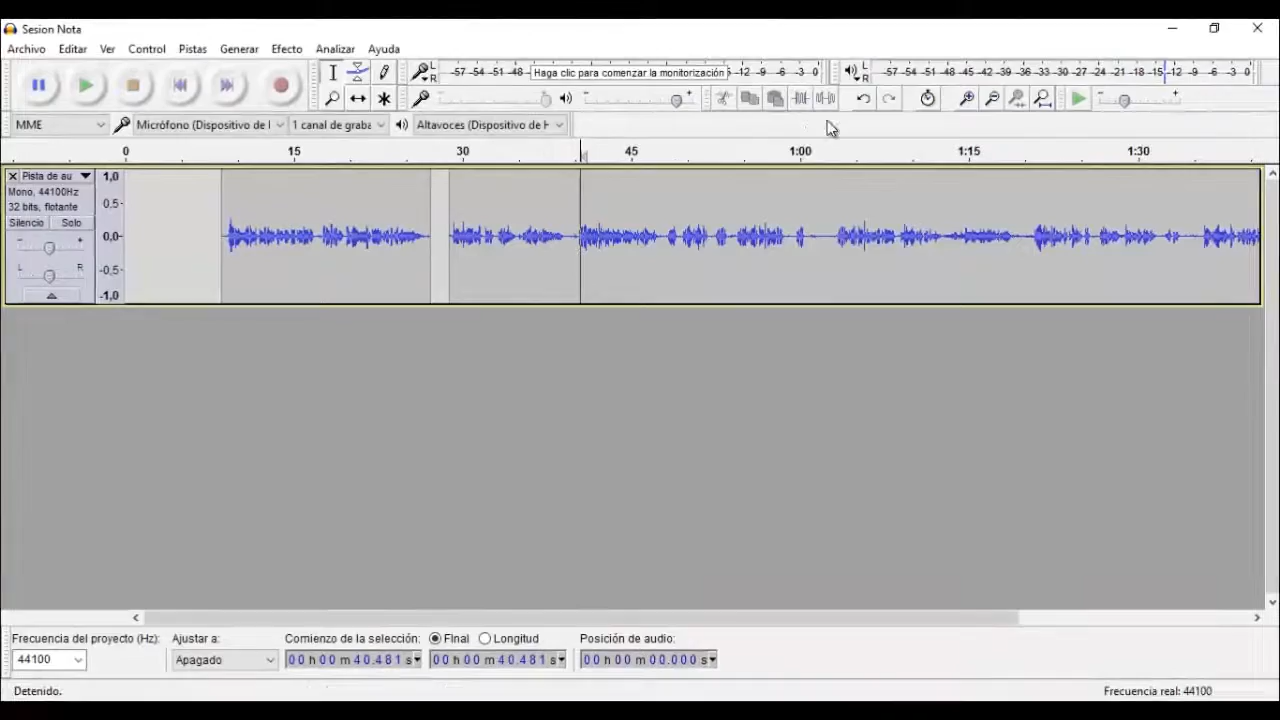 Sesion Nota
Archivo Editar Ver Control Pistas Generar Efecto Analizar Ayuda
L R -57 -54 -51 -48 Haga clic para comenzar la monitorización -12 -9 -6 -3 0 L R -57 -54 -51 -48 -45 -42 -39 -36 -33 -30 -27 -24 -21 -18 -15 -12 -9 -6 -3 0
MME Micrófono (Dispositivo de 1 canal de graba Altavoces (Dispositivo de
0 15 30 45 1:00 1:15 1:30
Pista de au 1,0
Mono, 44100Hz
32 bits, flotante 0,5
Silencio Solo
- + 0,0
L R -0,5
-1,0
Frecuencia del proyecto (Hz): Ajustar a: Comienzo de la selección: Final Longitud Posición de audio:
44100 Apagado 00 h 00 m 40.481 s 00 h 00 m 40.481 s 00 h 00 m 00.000 s
Detenido. Frecuencia real: 44100